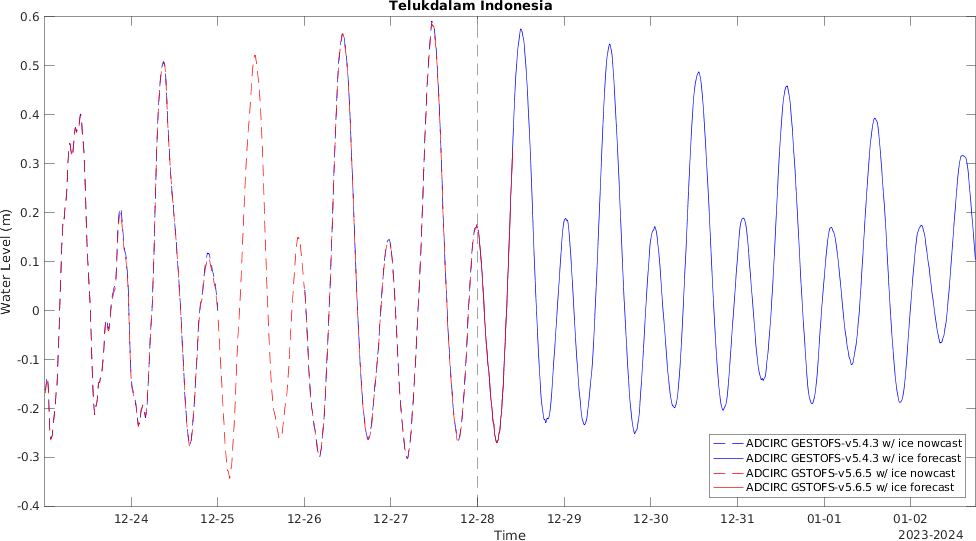 Telukdalam Indonesia
0.6
0.5
0.4
0.3
0.2
0.1
0
-0.1
-0.2
-0.3
-0.4
Water Level (m)
ADCIRC GESTOFS-v5.4.3 w/ ice nowcast
ADCIRC GESTOFS-v5.4.3 w/ ice forecast
ADCIRC GSTOFS-v5.6.5 w/ ice nowcast
ADCIRC GSTOFS-v5.6.5 w/ ice forecast
12-24 12-25 12-26 12-27 12-28 12-29 12-30 12-31 01-01 01-02
Time
2023-2024